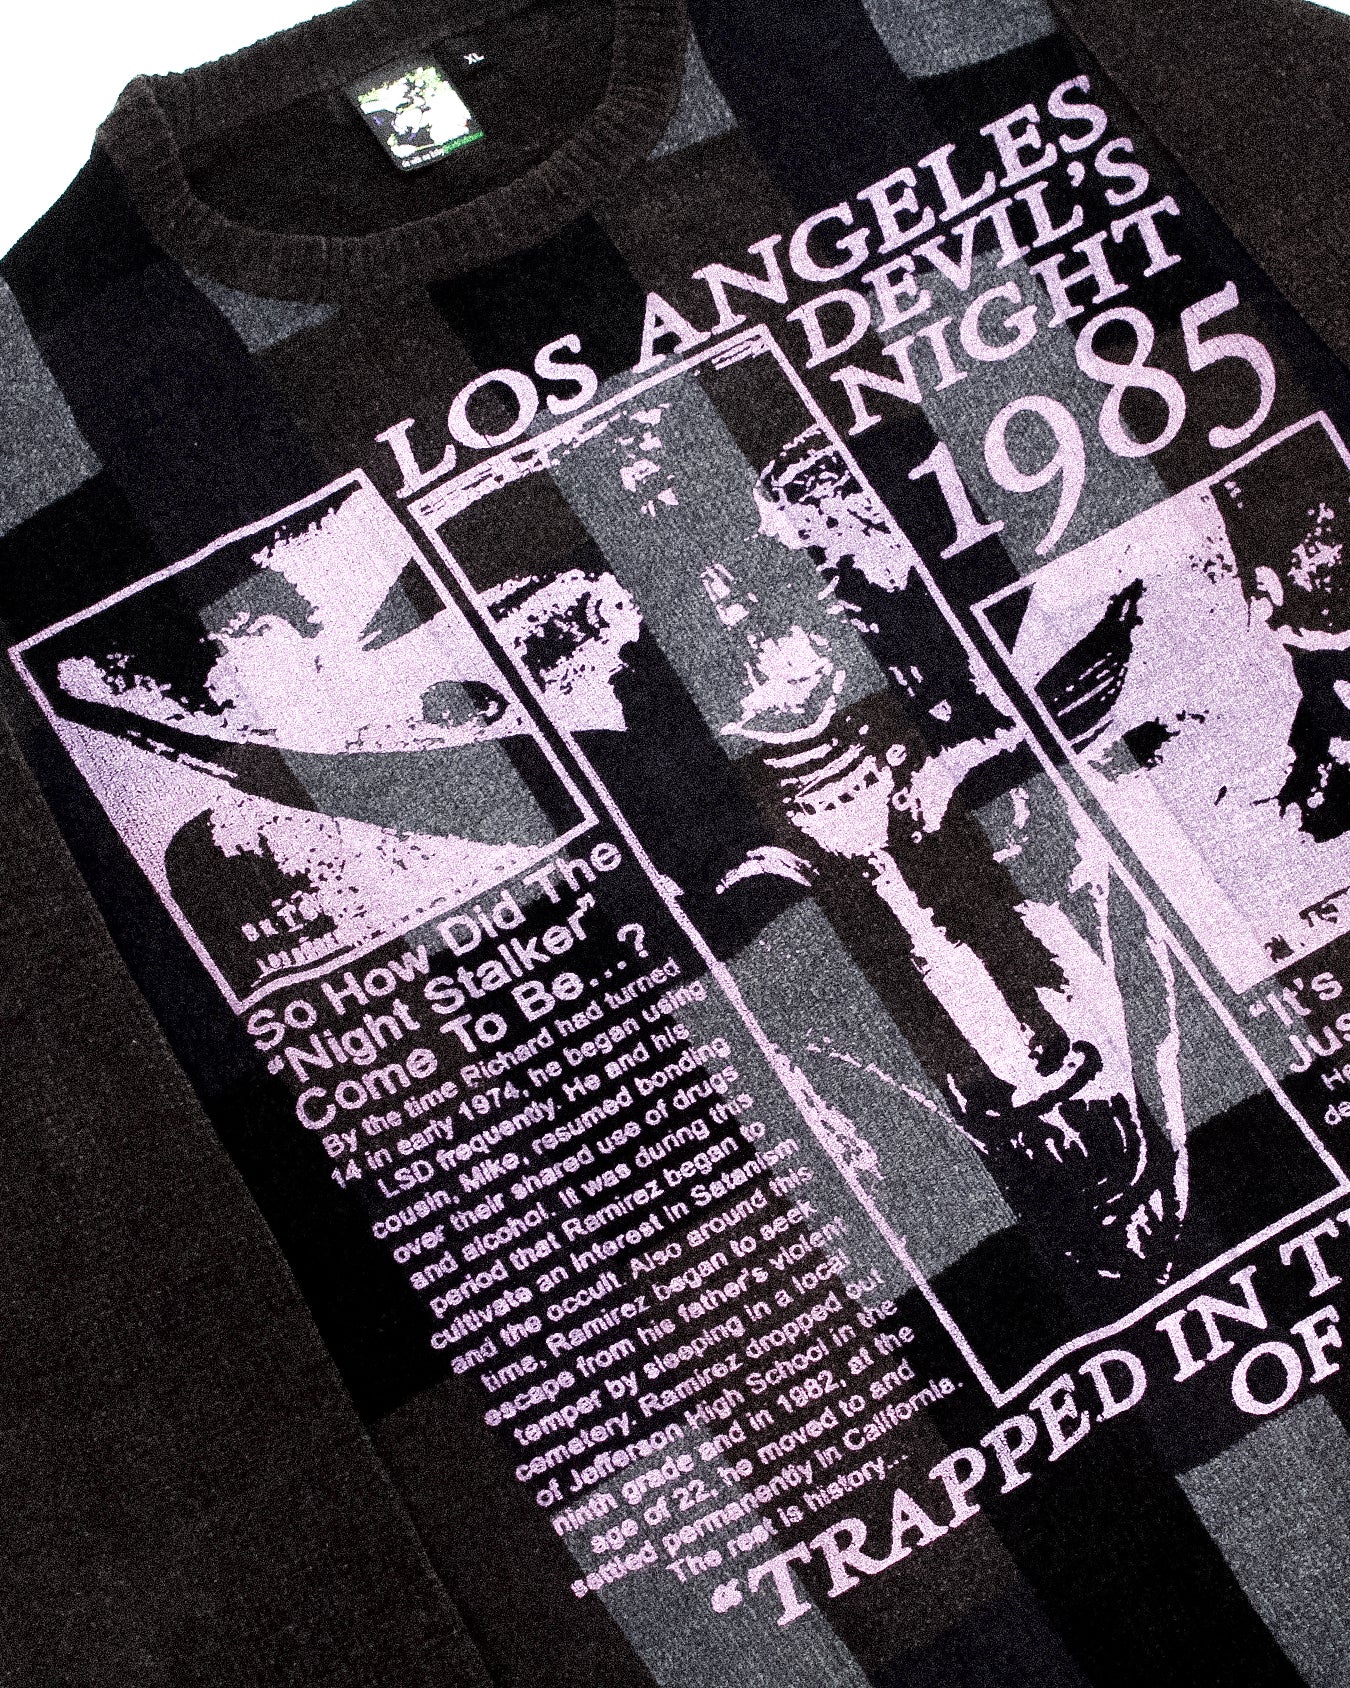 XL
LOS ANGELES
DEVIL'S
NIGHT
1985
So How Did The
"Night Stalker"
Come To Be...?
By the time Richard had turned
14 in early 1974, he began using
LSD frequently. He and his
cousin, Mike, resumed bonding
over their shared use of drugs
and alcohol. It was during this
period that Ramirez began to
cultivate an interest in Satanism
and the occult. Also around this
time, Ramirez began to seek
escape from his father's violent
temper by sleeping in a local
cemetery. Ramirez dropped out
of Jefferson High School in the
ninth grade and in 1982, at the
age of 22, he moved to and
settled permanently in California.
The rest is history...
"It's
Jus
He
de
"TRAPPED IN T
OF